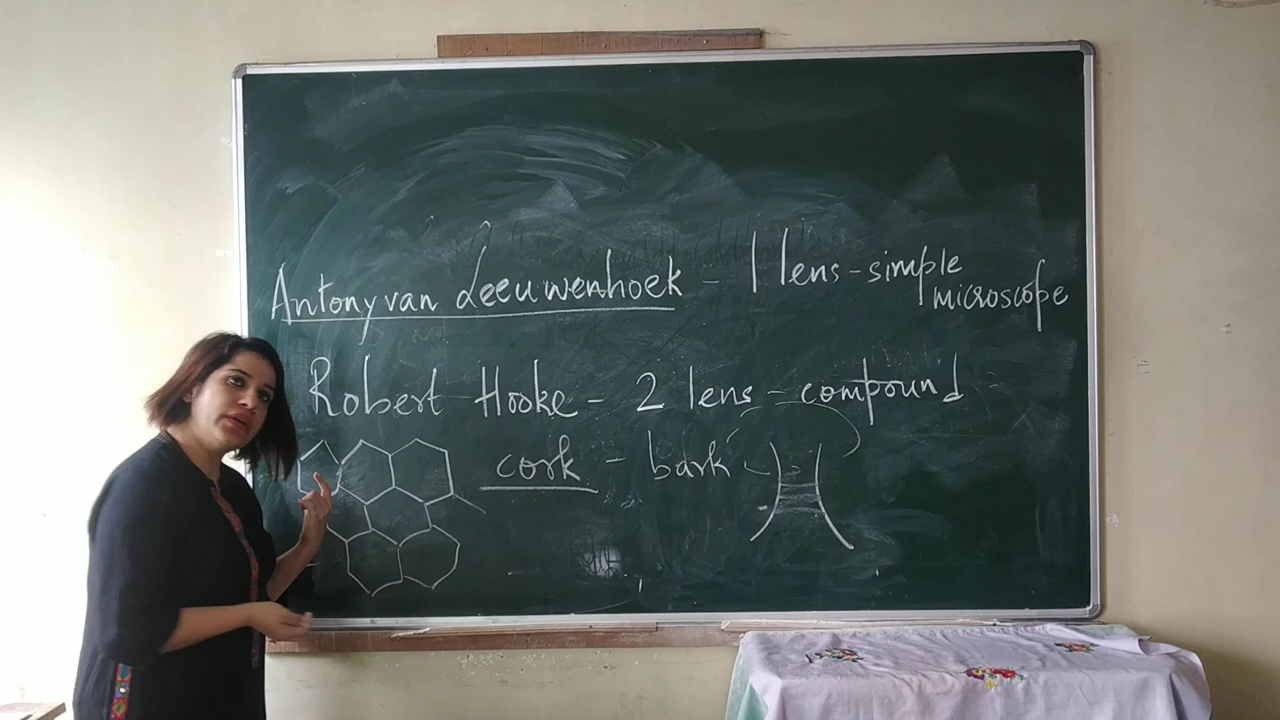 Antony van Leeuwenhoek - 1 lens - simple
microscope
Robert Hooke - 2 lens - compound
cork - bark